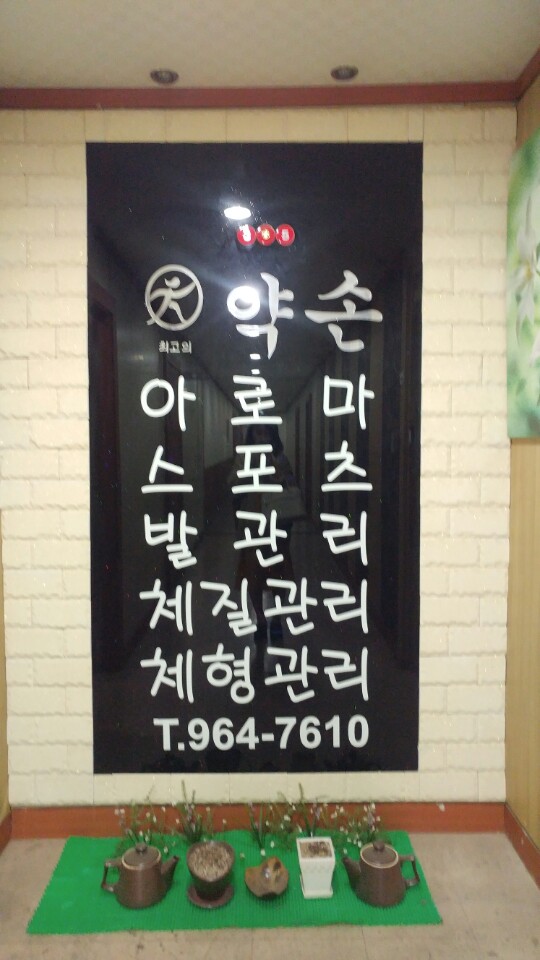 약손
최고의
아로마
스포츠
발관리
체질관리
체형관리
T.964-7610